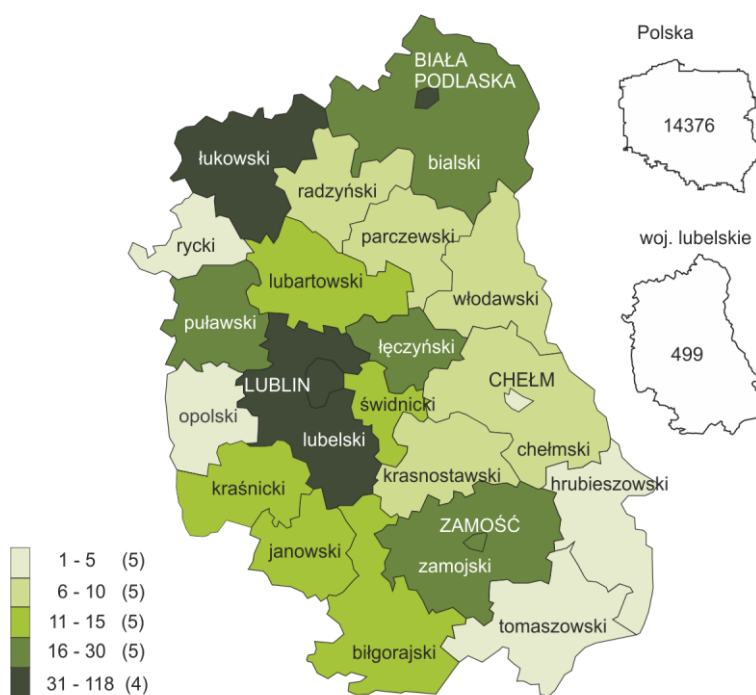 Polska
14376
BIAŁA
PODLASKA
bialski
łukowski
radzyński
woj. lubelskie
499
rycki
parczewski
lubartowski
włodawski
puławski
łęczyński
LUBLIN
CHEŁM
świdnicki
opolski
lubelski
chełmski
krasnostawski
hrubieszowski
kraśnicki
ZAMOŚĆ
zamojski
janowski
tomaszowski
biłgorajski
1 - 5 (5)
6 - 10 (5)
11 - 15 (5)
16 - 30 (5)
31 - 118 (4)